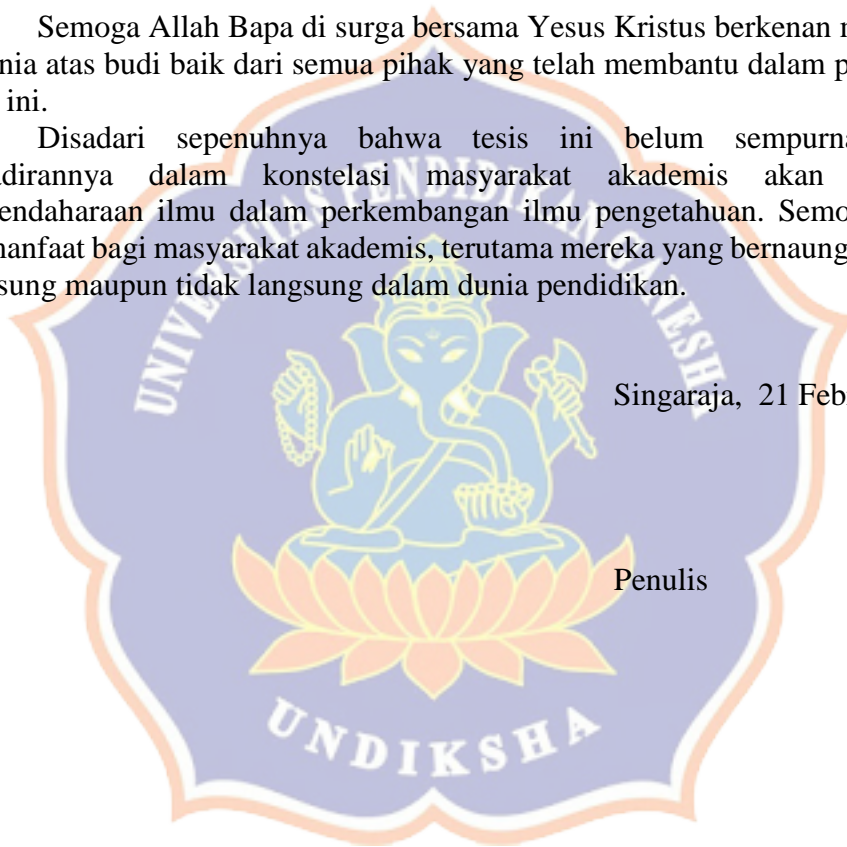 Semoga Allah Bapa di surga bersama Yesus Kristus berkenan
nia atas budi baik dari semua pihak yang telah membantu dalam
ini.
Disadari sepenuhnya bahwa tesis ini belum sempurna
dirannya dalam konstelasi masyarakat akademis akan
endaharaan ilmu dalam perkembangan ilmu pengetahuan. Semo
anfaat bagi masyarakat akademis, terutama mereka yang bernaung
sung maupun tidak langsung dalam dunia pendidikan.
UNIVERSITAS PENDIDIKAN GANESHA
Singaraja, 21 Feb
Penulis
UNDIKSHA